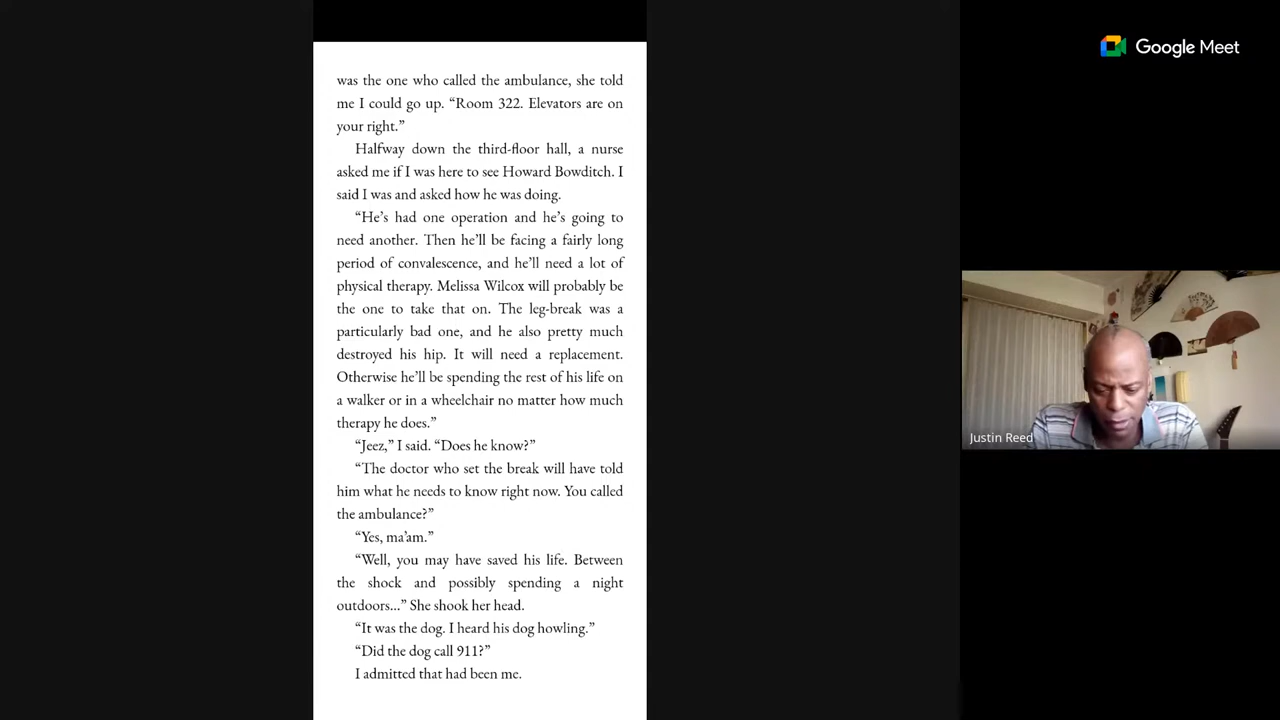 was the one who called the ambulance, she told
me I could go up. “Room 322. Elevators are on
your right.”
Halfway down the third-floor hall, a nurse
asked me if I was here to see Howard Bowditch. I
said I was and asked how he was doing.
“He’s had one operation and he’s going to
need another. Then he’ll be facing a fairly long
period of convalescence, and he’ll need a lot of
physical therapy. Melissa Wilcox will probably be
the one to take that on. The leg-break was a
particularly bad one, and he also pretty much
destroyed his hip. It will need a replacement.
Otherwise he’ll be spending the rest of his life on
a walker or in a wheelchair no matter how much
therapy he does.”
“Jeez,” I said. “Does he know?”
“The doctor who set the break will have told
him what he needs to know right now. You called
the ambulance?”
“Yes, ma’am.”
“Well, you may have saved his life. Between
the shock and possibly spending a night
outdoors...” She shook her head.
“It was the dog. I heard his dog howling.”
“Did the dog call 911?”
I admitted that had been me.
Google Meet
Justin Reed